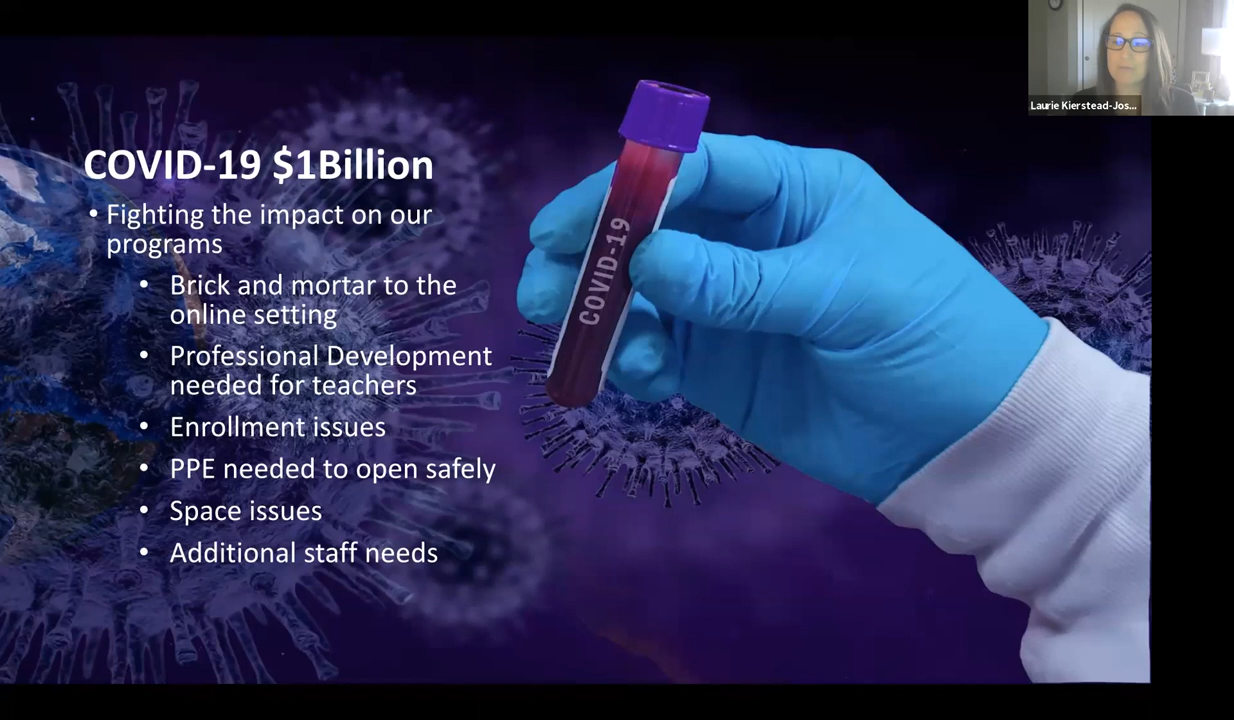 COVID-19 $1Billion
• Fighting the impact on our
programs
• Brick and mortar to the
online setting
• Professional Development
needed for teachers
• Enrollment issues
• PPE needed to open safely
• Space issues
• Additional staff needs
COVID-19
Laurie Kierstead-Jos...